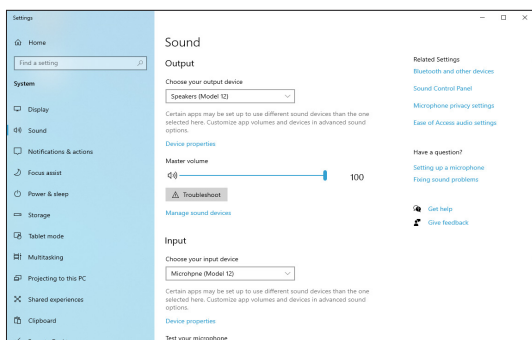 Settings
Home
Find a setting
System
Display
Sound
Notifications & actions
Focus assist
Power & sleep
Storage
Tablet mode
Multitasking
Projecting to this PC
Shared experiences
Clipboard
Sound
Output
Choose your output device
Speakers (Model 12)
Certain apps may be set up to use different sound devices than the one
selected here. Customize app volumes and devices in advanced sound
options.
Device properties
Master volume
100
Troubleshoot
Manage sound devices
Input
Choose your input device
Microhpne (Model 12)
Certain apps may be set up to use different sound devices than the one
selected here. Customize app volumes and devices in advanced sound
options.
Device properties
Test your microphone
Related Settings
Bluetooth and other devices
Sound Control Panel
Microphone privacy settings
Ease of Access audio settings
Have a question?
Setting up a microphone
Fixing sound problems
Get help
Give feedback